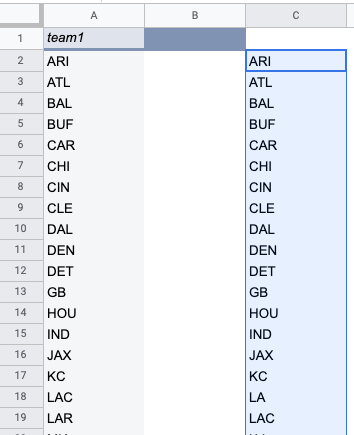 A B C
1 team1
2 ARI ARI
3 ATL ATL
4 BAL BAL
5 BUF BUF
6 CAR CAR
7 CHI CHI
8 CIN CIN
9 CLE CLE
10 DAL DAL
11 DEN DEN
12 DET DET
13 GB GB
14 HOU HOU
15 IND IND
16 JAX JAX
17 KC KC
18 LAC LA
19 LAR LAC